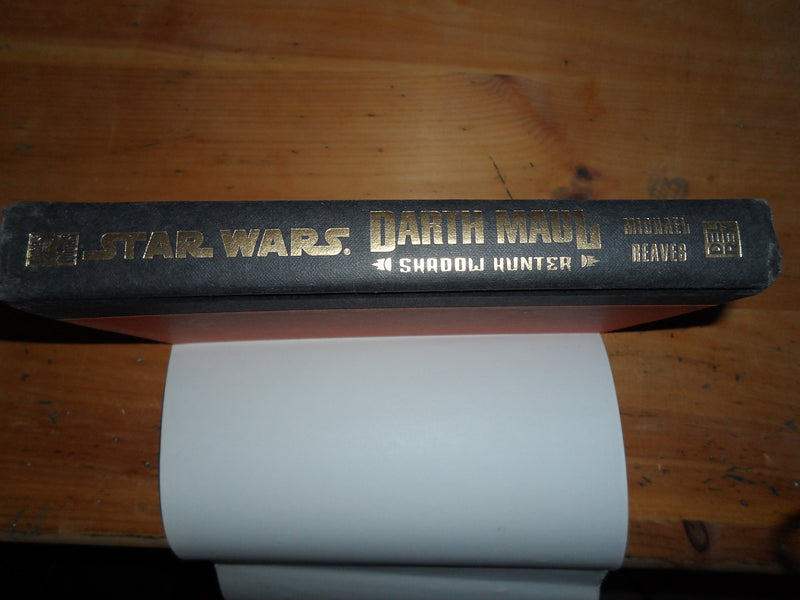 STAR WARS®
DARTH MAUL
SHADOW HUNTER
MICHAEL
REAVES